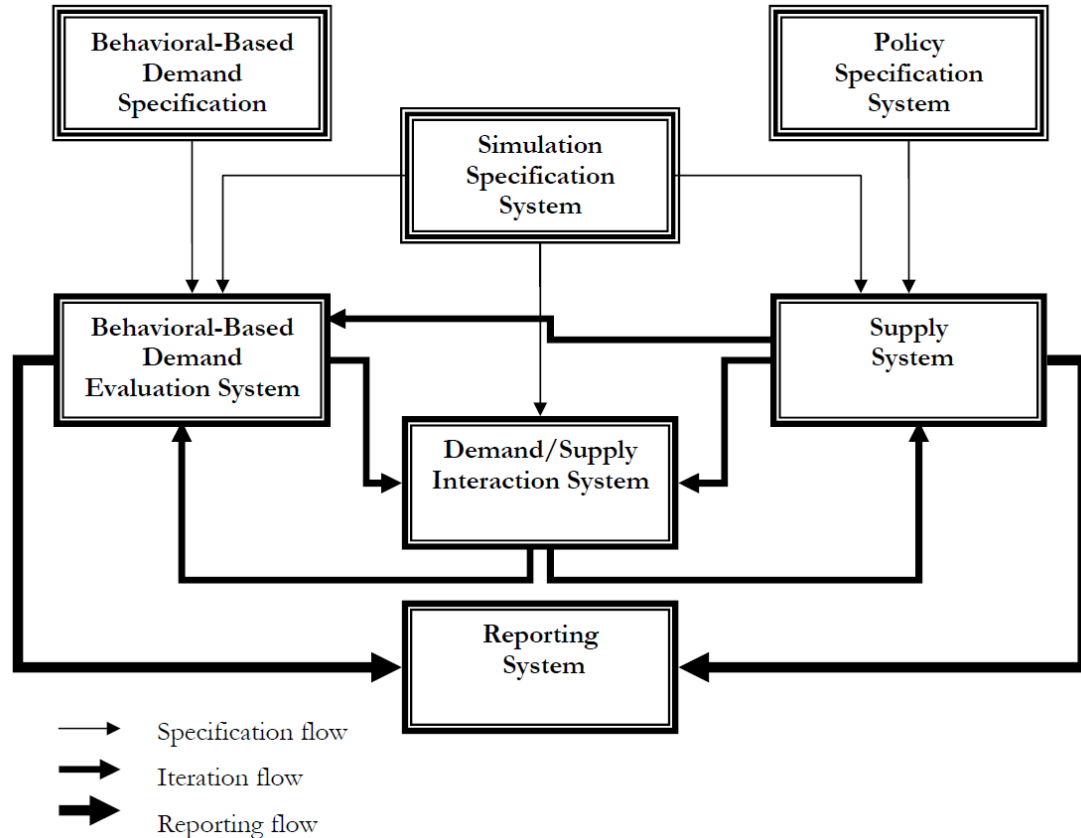 Behavioral-Based
Demand
Specification
Policy
Specification
System
Simulation
Specification
System
Behavioral-Based
Demand
Evaluation System
Supply
System
Demand/Supply
Interaction System
Reporting
System
Specification flow
Iteration flow
Reporting flow